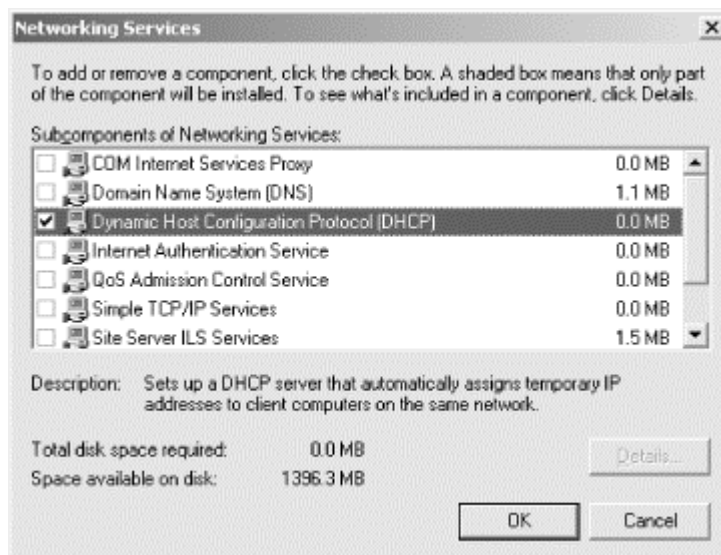 Networking Services
To add or remove a component, click the check box. A shaded box means that only part
of the component will be installed. To see what's included in a component, click Details.
Subcomponents of Networking Services:
COM Internet Services Proxy 0.0 MB
Domain Name System (DNS) 1.1 MB
Dynamic Host Configuration Protocol (DHCP) 0.0 MB
Internet Authentication Service 0.0 MB
QoS Admission Control Service 0.0 MB
Simple TCP/IP Services 0.0 MB
Site Server ILS Services 1.5 MB
Description: Sets up a DHCP server that automatically assigns temporary IP
addresses to client computers on the same network.
Total disk space required: 0.0 MB
Space available on disk: 1396.3 MB
Details...
OK Cancel